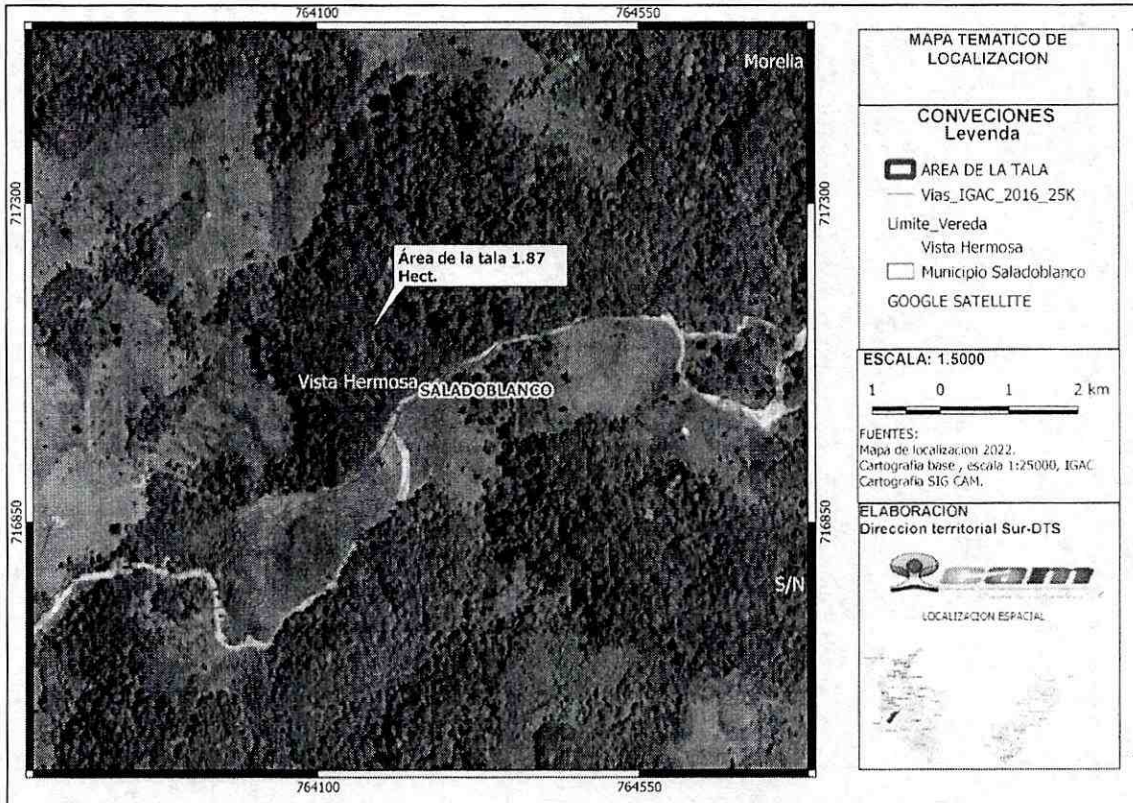 764100
764550
Morelia
717300
717300
Área de la tala 1.87
Hect.
Vista Hermosa
SALADOBLANCO
716850
716850
S/N
764100
764550
MAPA TEMATICO DE
LOCALIZACION
CONVECIONES
Levenda
AREA DE LA TALA
Vías_IGAC_2016_25K
Limite_Vereda
Vista Hermosa
Municipio Saladoblanco
GOOGLE SATELLITE
ESCALA: 1.5000
1 0 1 2 km
FUENTES:
Mapa de localizacion 2022.
Cartografia base , escala 1:25000, IGAC
Cartografia SIG CAM.
ELABORACIÓN
Direccion territorial Sur-DTS
cam
LOCALIZACION ESPACIAL